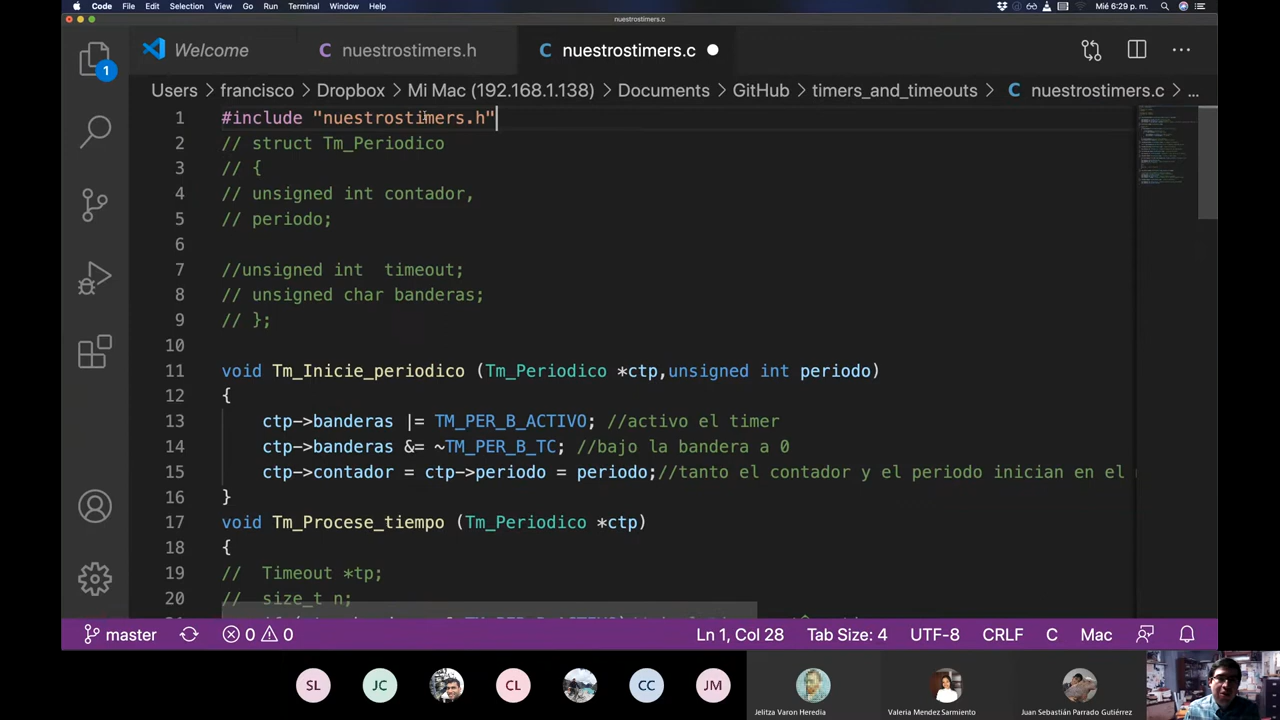 Code File Edit Selection View Go Run Terminal Window Help Mié 6:29 p. m.
nuestrostimers.c
Welcome C nuestrostimers.h C nuestrostimers.c
Users > francisco > Dropbox > Mi Mac (192.168.1.138) > Documents > GitHub > timers_and_timeouts > C nuestrostimers.c > ...
1 #include "nuestrostimers.h"
2 // struct Tm_Periodico
3 // {
4 // unsigned int contador,
5 // periodo;
6
7 //unsigned int  timeout;
8 // unsigned char banderas;
9 // };
10
11 void Tm_Inicie_periodico (Tm_Periodico *ctp,unsigned int periodo)
12 {
13 ctp->banderas |= TM_PER_B_ACTIVO; //activo el timer
14 ctp->banderas &= ~TM_PER_B_TC; //bajo la bandera a 0
15 ctp->contador = ctp->periodo = periodo;//tanto el contador y el periodo inician en el
16 }
17 void Tm_Procese_tiempo (Tm_Periodico *ctp)
18 {
19 //  Timeout *tp;
20 //  size_t n;
1
master 0 0 Ln 1, Col 28 Tab Size: 4 UTF-8 CRLF C Mac
SL JC CL CC JM
Jelitza Varon Heredia Valeria Mendez Sarmiento Juan Sebastián Parrado Gutiérrez